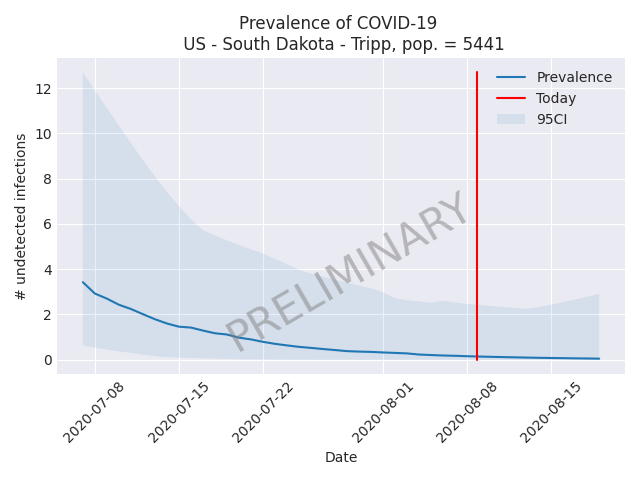 Prevalence of COVID-19
US - South Dakota - Tripp, pop. = 5441
# undetected infections
12
10
8
6
4
2
0
Prevalence
Today
95CI
PRELIMINARY
2020-07-08
2020-07-15
2020-07-22
2020-08-01
2020-08-08
2020-08-15
Date